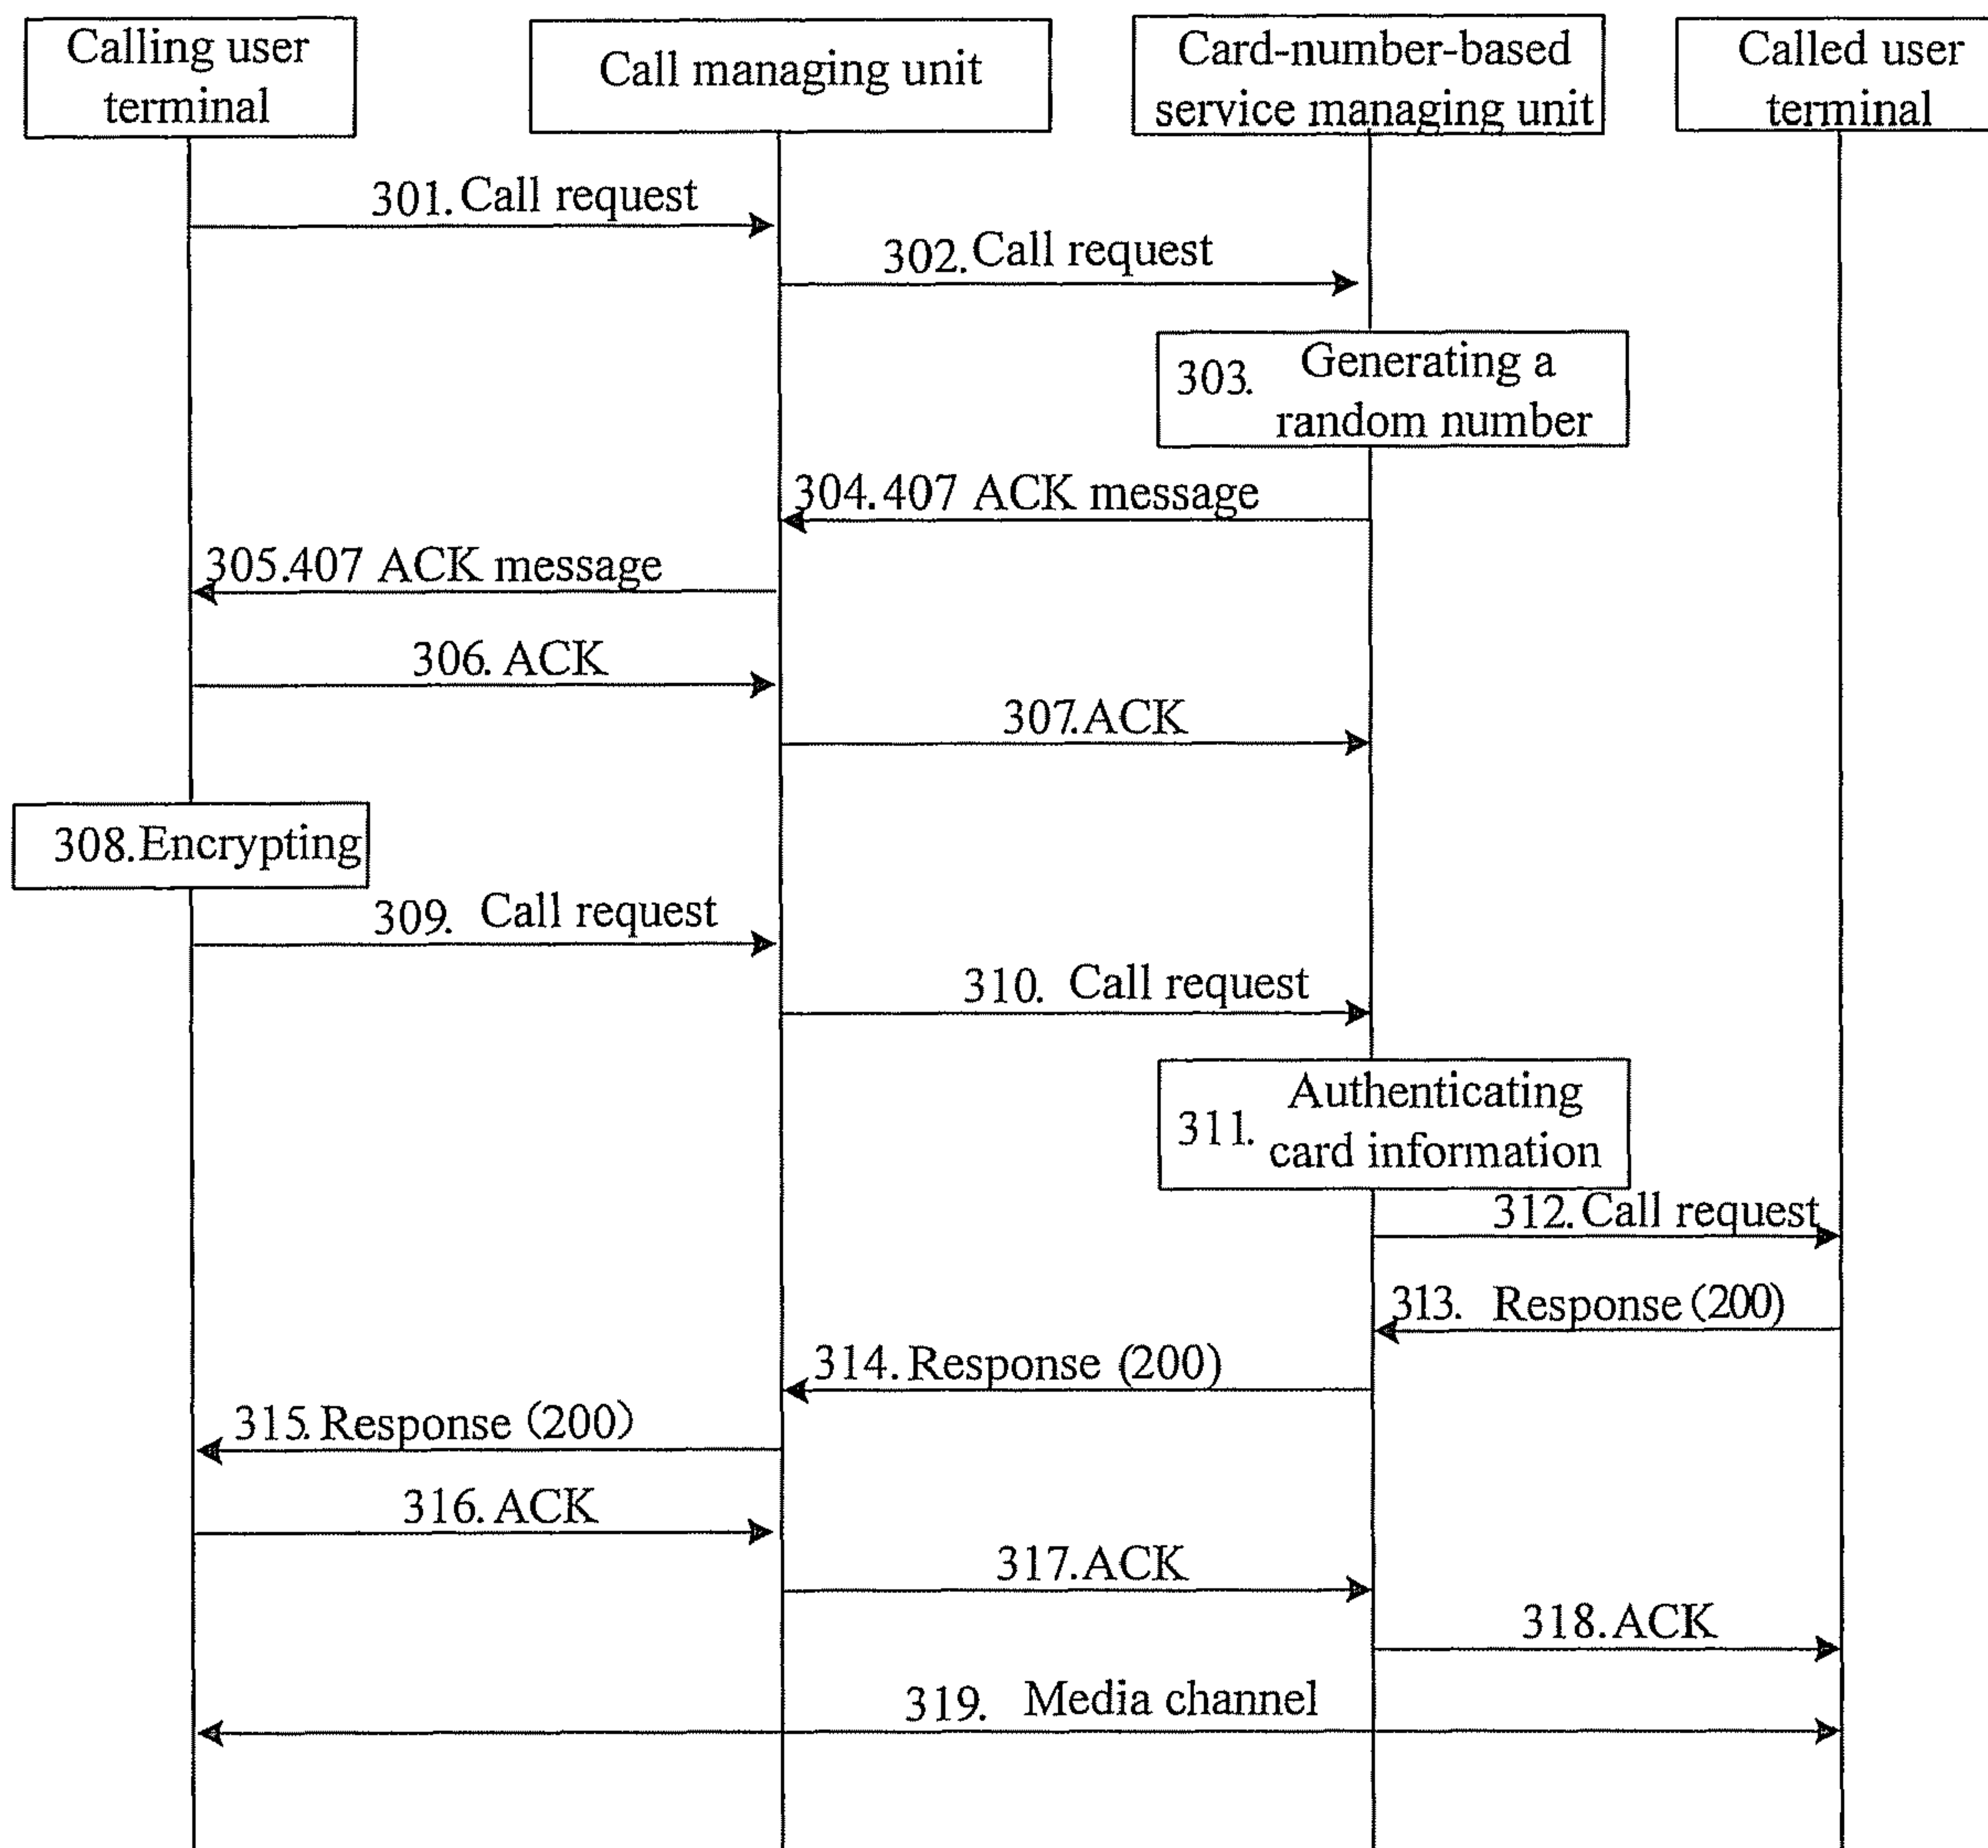 Calling user
terminal
Call managing unit
Card-number-based
service managing unit
Called user
terminal
301. Call request
302. Call request
303. Generating a
random number
304. 407 ACK message
305.407 ACK message
306. ACK
307.ACK
308.Encrypting
309. Call request
310. Call request
311. Authenticating
card information
312. Call request
313. Response (200)
314. Response (200)
315. Response (200)
316. ACK
317. ACK
318. ACK
319. Media channel